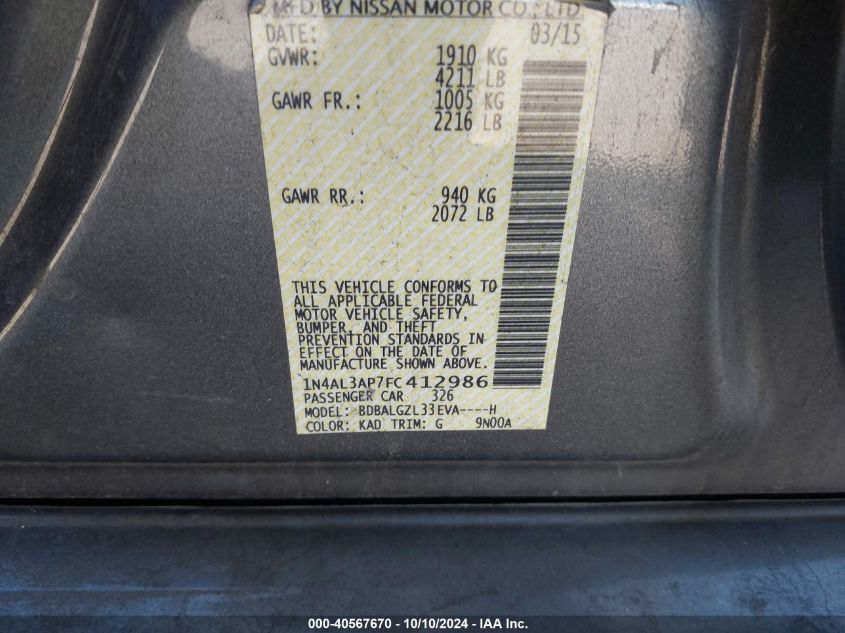 MFD BY NISSAN MOTOR CO., LTD.
DATE: 03/15
GVWR: 1910 KG
4211 LB
GAWR FR.: 1005 KG
2216 LB
GAWR RR.: 940 KG
2072 LB
THIS VEHICLE CONFORMS TO
ALL APPLICABLE FEDERAL
MOTOR VEHICLE SAFETY,
BUMPER, AND THEFT
PREVENTION STANDARDS IN
EFFECT ON THE DATE OF
MANUFACTURE SHOWN ABOVE.
1N4AL3AP7FC412986
PASSENGER CAR 326
MODEL: BDBALGZL33EVA----H
COLOR: KAD TRIM: G 9N00A
000-40567670 - 10/10/2024 - IAA Inc.